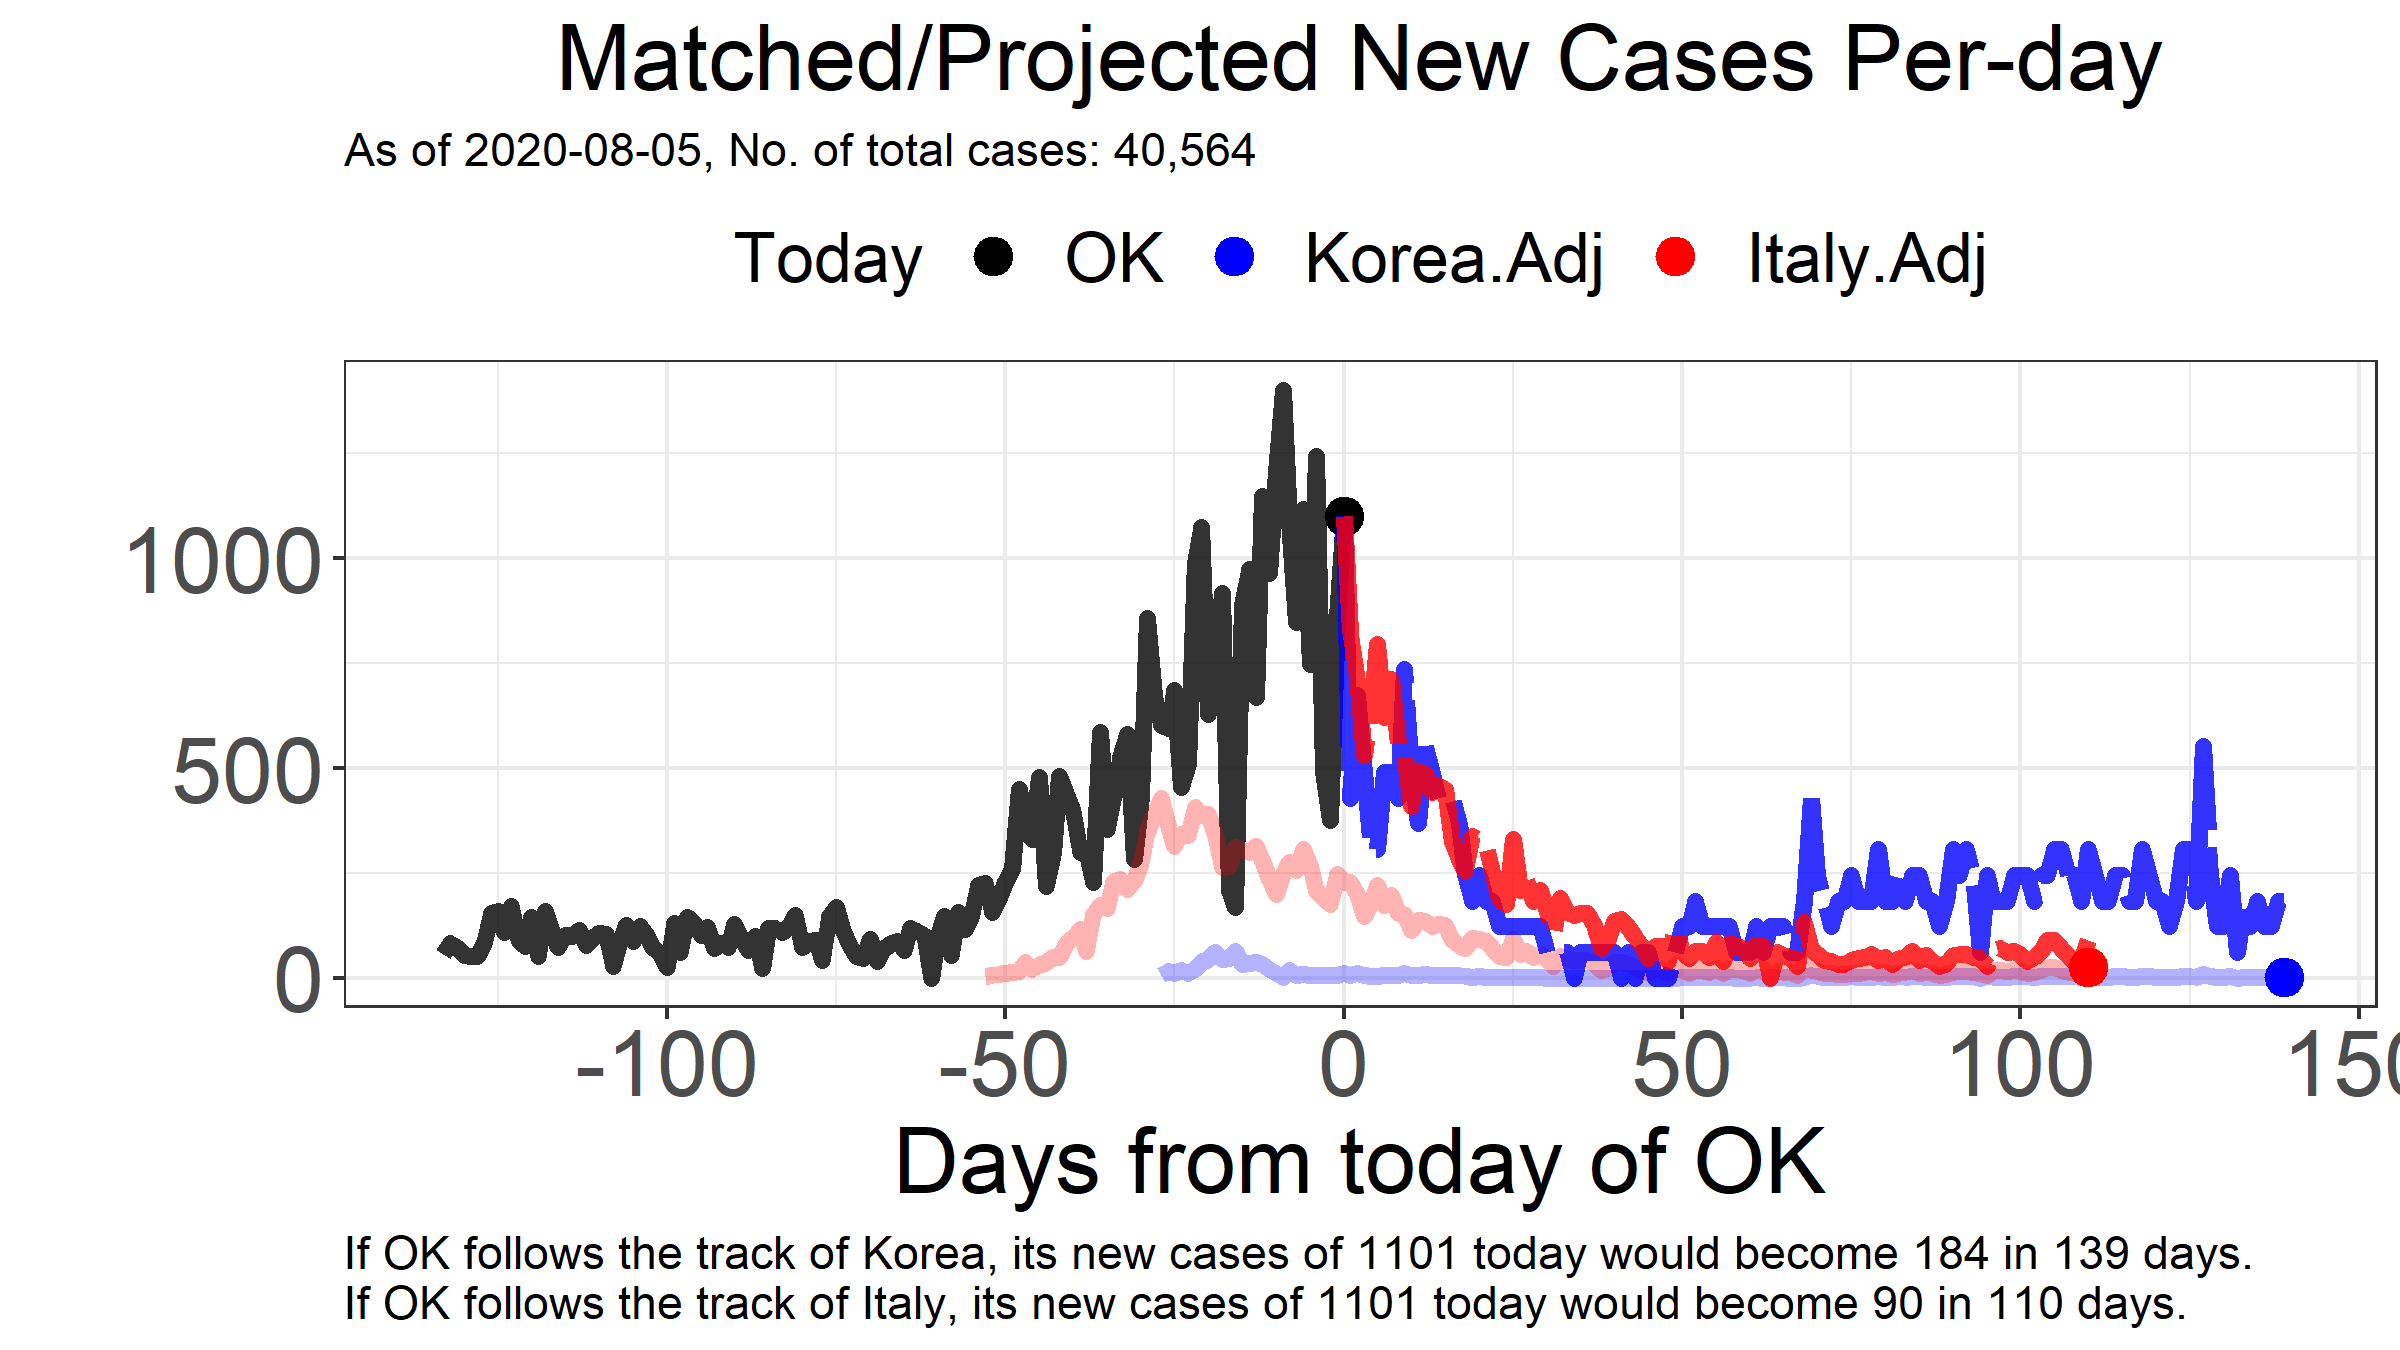 Matched/Projected New Cases Per-day
As of 2020-08-05, No. of total cases: 40,564
Today OK Korea.Adj Italy.Adj
1000
500
0
-100 -50 0 50 100 150
Days from today of OK
If OK follows the track of Korea, its new cases of 1101 today would become 184 in 139 days.
If OK follows the track of Italy, its new cases of 1101 today would become 90 in 110 days.